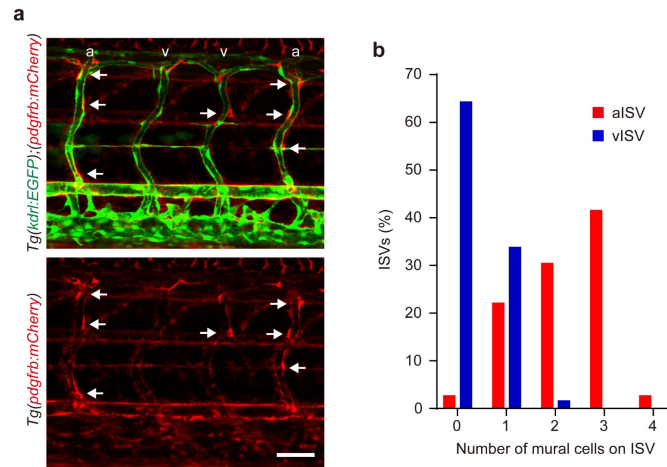 a
Tg(kdrl:EGFP);(pdgfrb:mCherry)
a v v a
Tg(pdgfrb:mCherry)
b
ISVs (%)
70
60
50
40
30
20
10
0
aISV
vISV
0 1 2 3 4
Number of mural cells on ISV